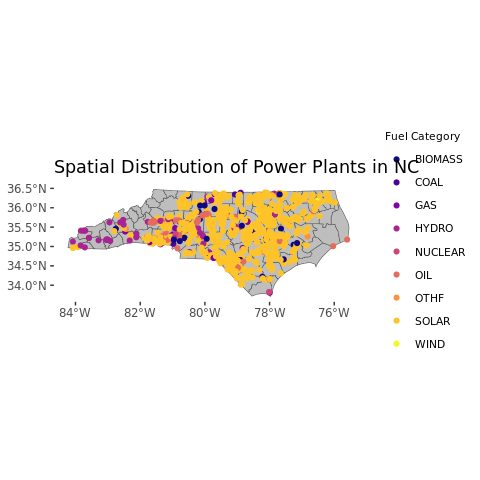 Fuel Category
Spatial Distribution of Power Plants in NC
BIOMASS
COAL
GAS
HYDRO
NUCLEAR
OIL
OTHF
SOLAR
WIND
36.5°N
36.0°N
35.5°N
35.0°N
34.5°N
34.0°N
84°W 82°W 80°W 78°W 76°W